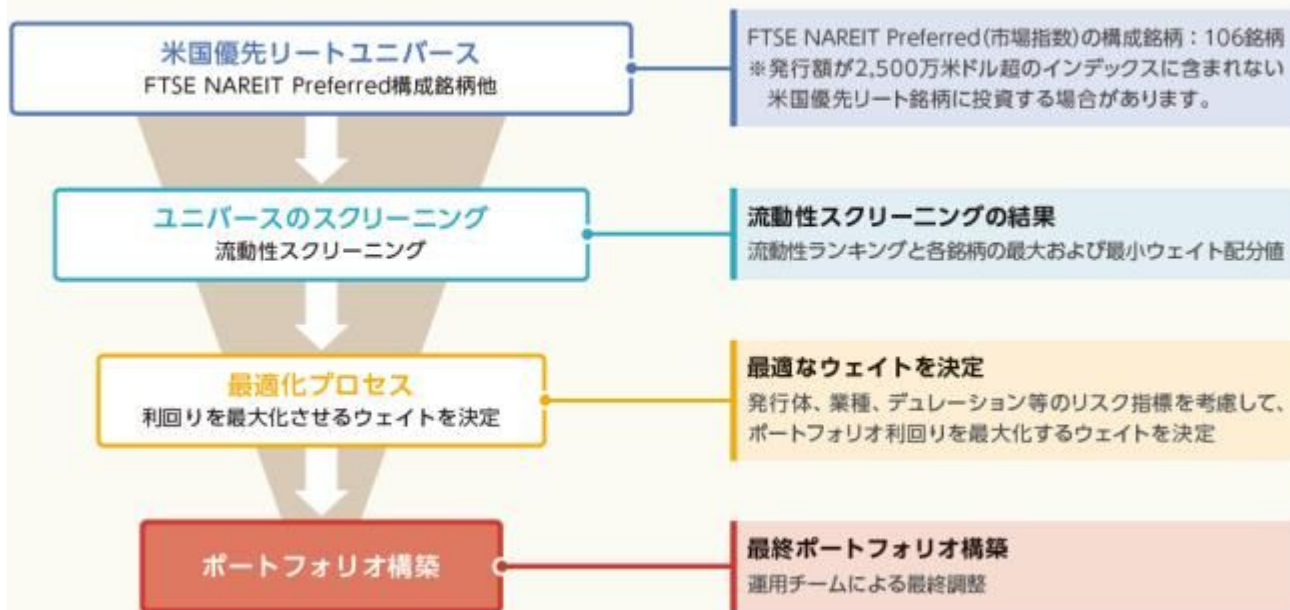 米国優先リートユニバース
FTSE NAREIT Preferred構成銘柄他
FTSE NAREIT Preferred(市場指数)の構成銘柄：106銘柄
※発行額が2,500万米ドル超のインデックスに含まれない
米国優先リート銘柄に投資する場合があります。
ユニバースのスクリーニング
流動性スクリーニング
流動性スクリーニングの結果
流動性ランキングと各銘柄の最大および最小ウェイト配分値
最適化プロセス
利回りを最大化させるウェイトを決定
最適なウェイトを決定
発行体、業種、デュレーション等のリスク指標を考慮して、
ポートフォリオ利回りを最大化するウェイトを決定
ポートフォリオ構築
最終ポートフォリオ構築
運用チームによる最終調整